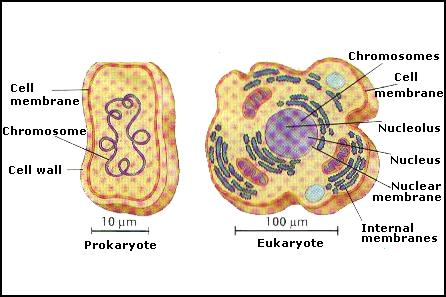 Cell
membrane
Chromosome
Cell wall
10 µm
Prokaryote
Chromosomes
Cell
membrane
Nucleolus
Nucleus
Nuclear
membrane
Internal
membranes
100 µm
Eukaryote